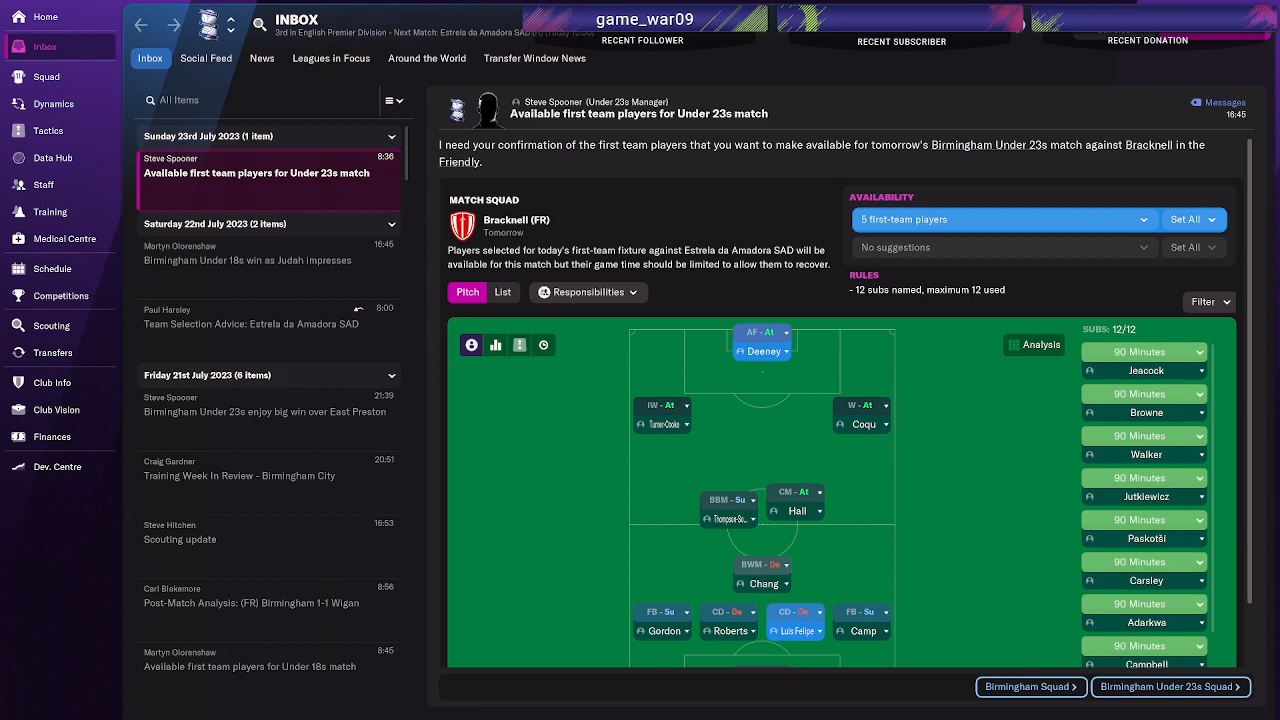 Home
Inbox
Squad
Dynamics
Tactics
Data Hub
Staff
Training
Medical Centre
Schedule
Competitions
Scouting
Transfers
Club Info
Club Vision
Finances
Dev. Centre
INBOX
3rd in English Premier Division - Next Match: Estrela da Amadora SAD
game_war09
RECENT FOLLOWER
RECENT SUBSCRIBER
RECENT DONATION
Inbox
Social Feed
News
Leagues in Focus
Around the World
Transfer Window News
All Items
Sunday 23rd July 2023 (1 item)
Steve Spooner
8:36
Available first team players for Under 23s match
Saturday 22nd July 2023 (2 items)
Martyn Olorenshaw
16:45
Birmingham Under 18s win as Judah impresses
Paul Harsley
8:00
Team Selection Advice: Estrela da Amadora SAD
Friday 21st July 2023 (6 items)
Steve Spooner
21:39
Birmingham Under 23s enjoy big win over East Preston
Craig Gardner
20:51
Training Week In Review - Birmingham City
Steve Hitchen
16:53
Scouting update
Carl Blakemore
8:56
Post-Match Analysis: (FR) Birmingham 1-1 Wigan
Martyn Olorenshaw
8:45
Available first team players for Under 18s match
Steve Spooner (Under 23s Manager)
Available first team players for Under 23s match
Messages
16:45
I need your confirmation of the first team players that you want to make available for tomorrow's Birmingham Under 23s match against Bracknell in the
Friendly.
MATCH SQUAD
Bracknell (FR)
Tomorrow
Players selected for today's first-team fixture against Estrela da Amadora SAD will be
available for this match but their game time should be limited to allow them to recover.
AVAILABILITY
5 first-team players
Set All
No suggestions
Set All
RULES
- 12 subs named, maximum 12 used
Pitch
List
Responsibilities
Filter
Analysis
AF - At
Deeney
IW - At
Turner-Cooke
W - At
Coqu
BBM - Su
Thompson-So...
CM - At
Hall
BWM - De
Chang
FB - Su
Gordon
CD - De
Roberts
CD - De
Luis Felipe
FB - Su
Camp
SUBS: 12/12
90 Minutes
Jeacock
90 Minutes
Browne
90 Minutes
Walker
90 Minutes
Jutkiewicz
90 Minutes
Paskotši
90 Minutes
Carsley
90 Minutes
Adarkwa
90 Minutes
Campbell
Birmingham Squad
Birmingham Under 23s Squad